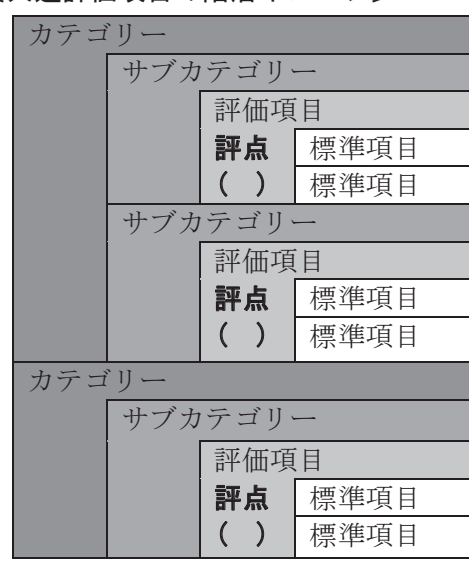 カテゴリー
サブカテゴリー
評価項目
評点 標準項目
( ) 標準項目
サブカテゴリー
評価項目
評点 標準項目
( ) 標準項目
カテゴリー
サブカテゴリー
評価項目
評点 標準項目
( ) 標準項目